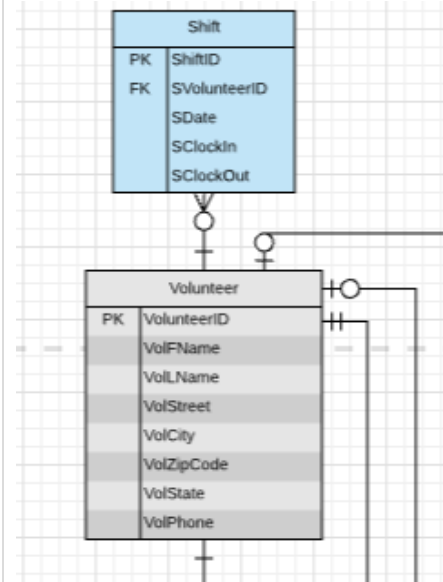 Shift
PK ShiftID
FK SVolunteerID
SDate
SClockIn
SClockOut
Volunteer
PK VolunteerID
VolFName
VolLName
VolStreet
VolCity
VolZipCode
VolState
VolPhone